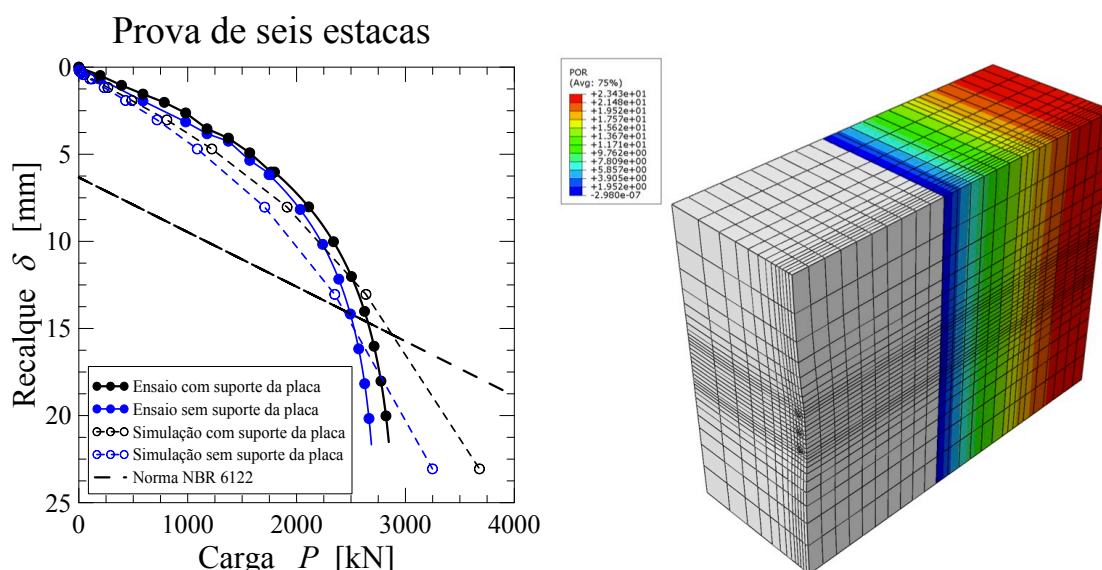 Prova de seis estacas
0
5
10
15
20
25
Recalque δ [mm]
Ensaio com suporte da placa
Ensaio sem suporte da placa
Simulação com suporte da placa
Simulação sem suporte da placa
Norma NBR 6122
0 1000 2000 3000 4000
Carga P [kN]
POR
(Avg: 75%)
+2.343e+01
+2.148e+01
+1.952e+01
+1.757e+01
+1.562e+01
+1.367e+01
+1.171e+01
+9.762e+00
+7.809e+00
+5.857e+00
+3.905e+00
+1.952e+00
-2.980e-07